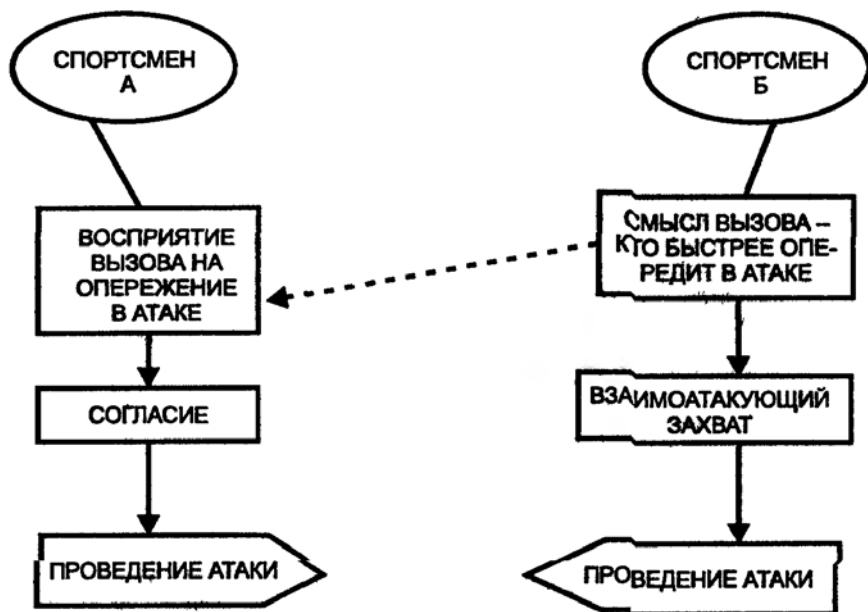 СПОРТСМЕН
А
ВОСПРИЯТИЕ
ВЫЗОВА НА
ОПЕРЕЖЕНИЕ
В АТАКЕ
СОГЛАСИЕ
ПРОВЕДЕНИЕ АТАКИ
СПОРТСМЕН
Б
СМЫСЛ ВЫЗОВА –
КТО БЫСТРЕЕ ОПЕ-
РЕДИТ В АТАКЕ
ВЗАИМОАТАКУЮЩИЙ
ЗАХВАТ
ПРОВЕДЕНИЕ АТАКИ